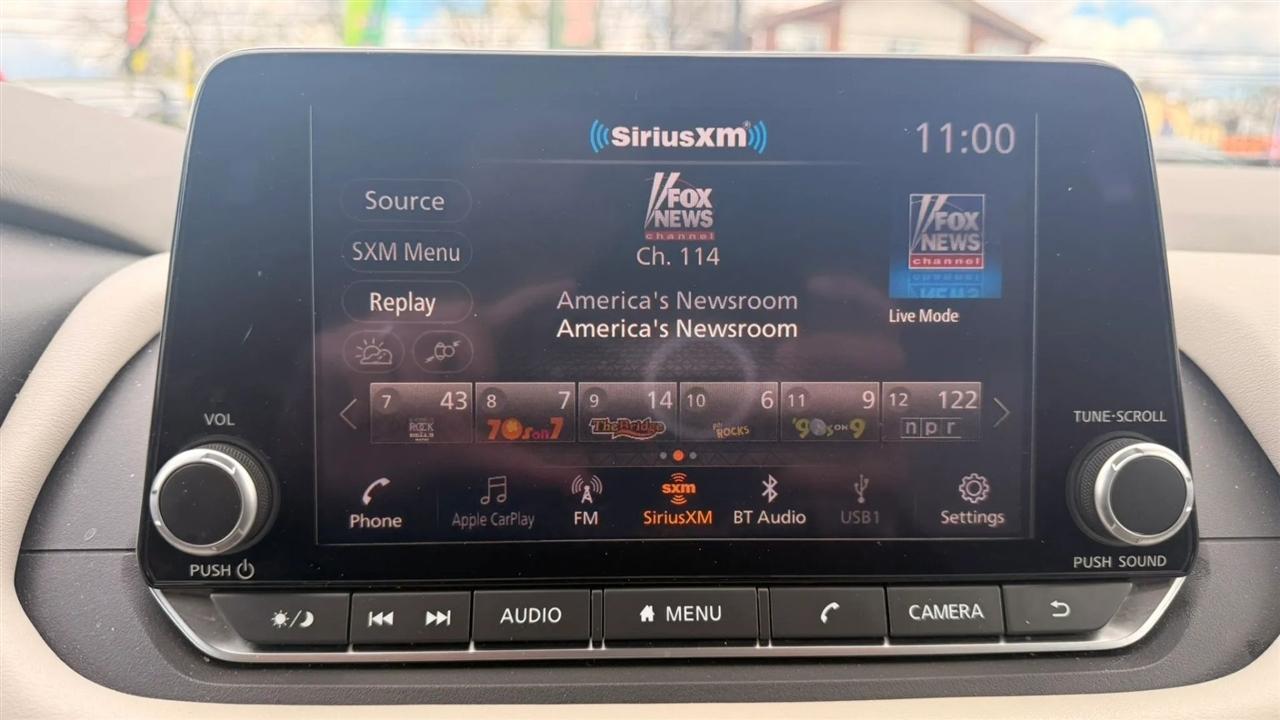 SiriusXM
11:00
Source
SXM Menu
Replay
FOX
NEWS
channel
Ch. 114
America's Newsroom
America's Newsroom
FOX
NEWS
channel
Live Mode
7 43
8 7
9 14
10 6
11 9
12 122
ROCK
70s on 7
The Bridge
ROCKS
'90s ON 9
npr
Phone
Apple CarPlay
FM
sxm
SiriusXM
BT Audio
USB1
Settings
VOL
PUSH
TUNE·SCROLL
PUSH SOUND
AUDIO
MENU
CAMERA